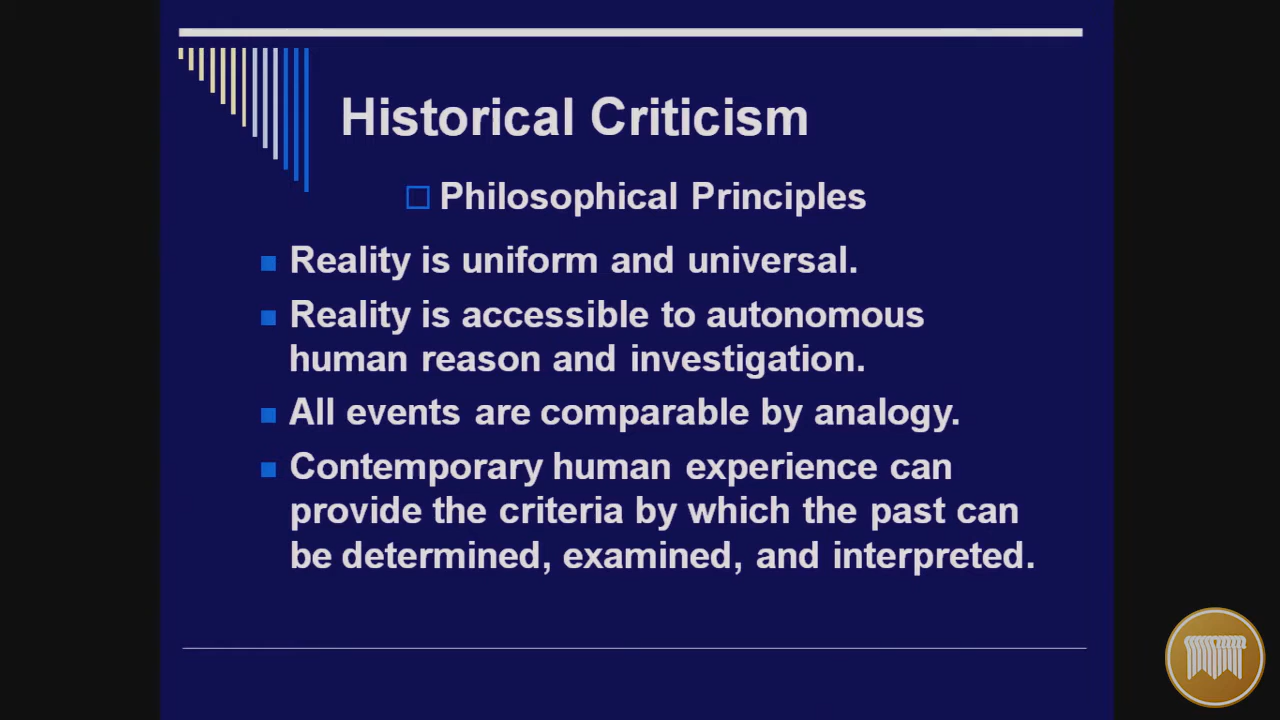 Historical Criticism
Philosophical Principles
Reality is uniform and universal.
Reality is accessible to autonomous
human reason and investigation.
All events are comparable by analogy.
Contemporary human experience can
provide the criteria by which the past can
be determined, examined, and interpreted.